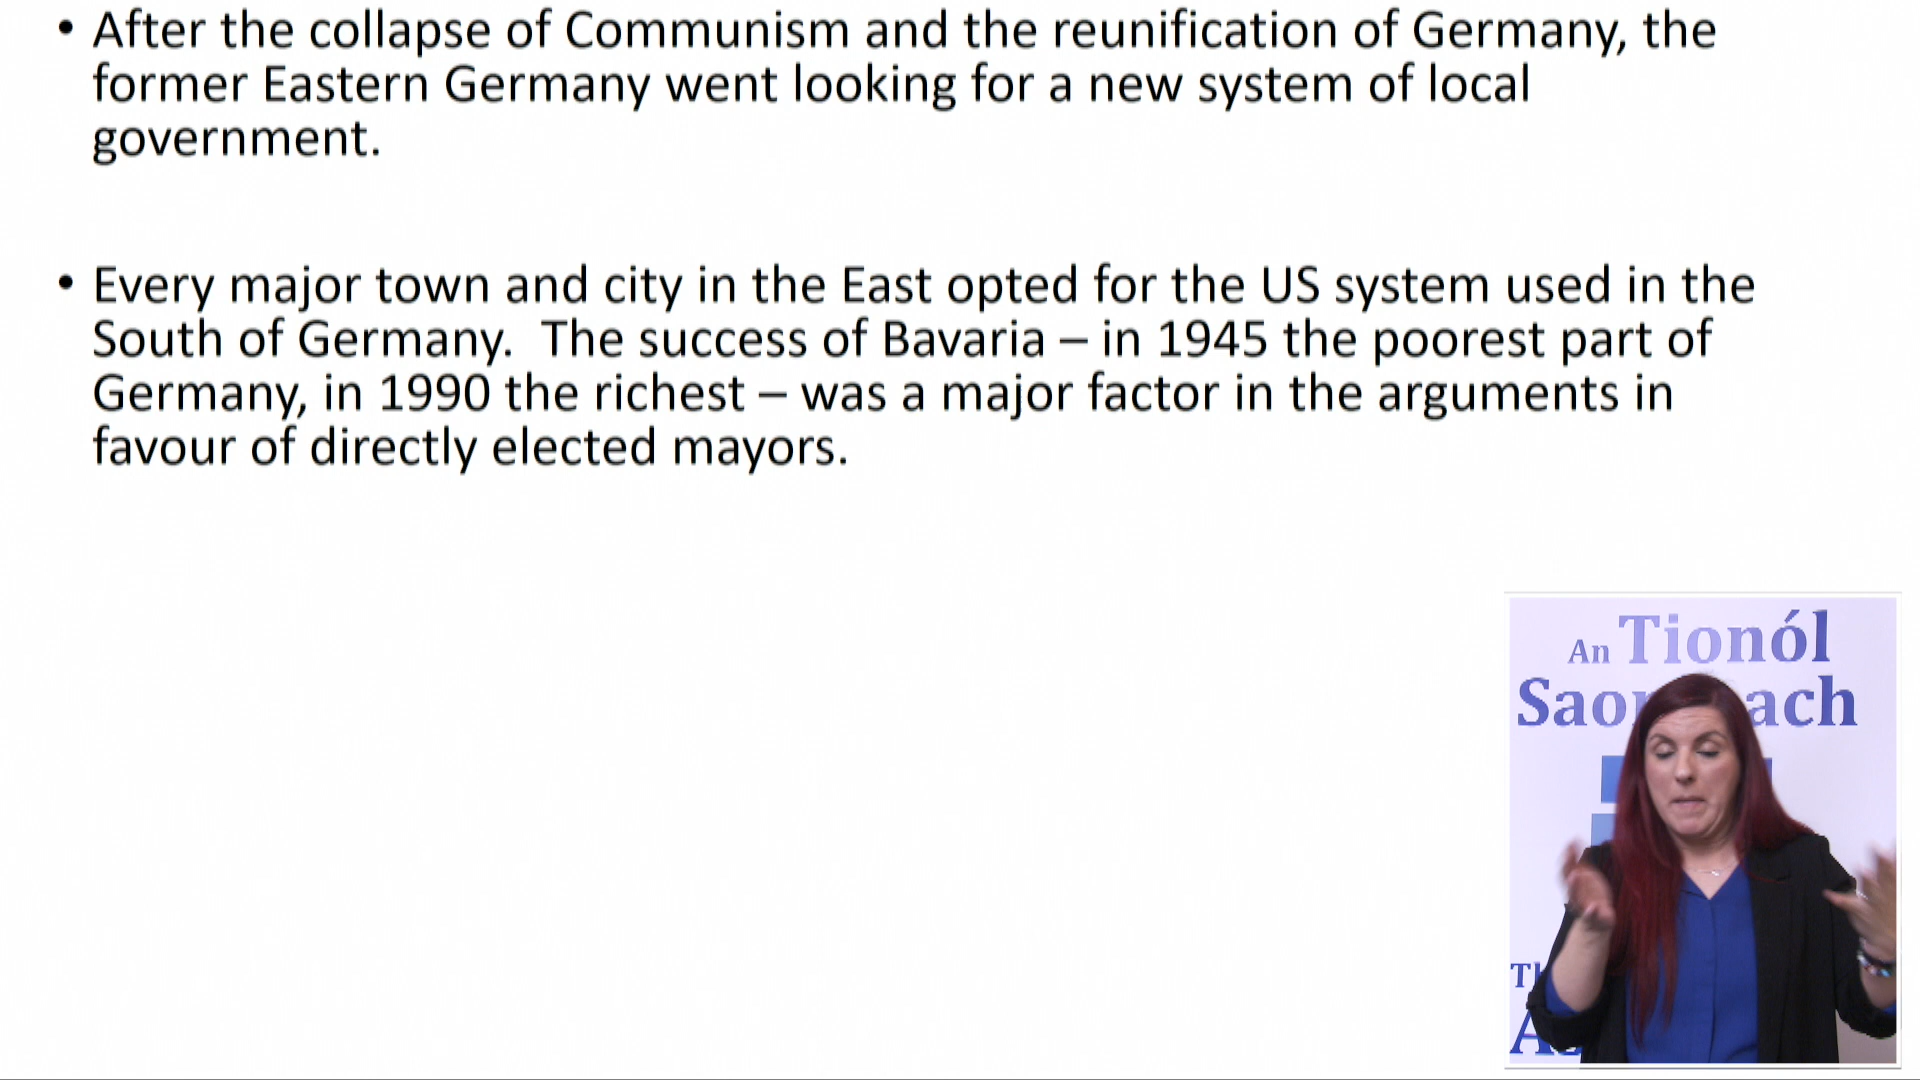 • After the collapse of Communism and the reunification of Germany, the
former Eastern Germany went looking for a new system of local
government.
• Every major town and city in the East opted for the US system used in the
South of Germany.  The success of Bavaria – in 1945 the poorest part of
Germany, in 1990 the richest – was a major factor in the arguments in
favour of directly elected mayors.
An Tionól